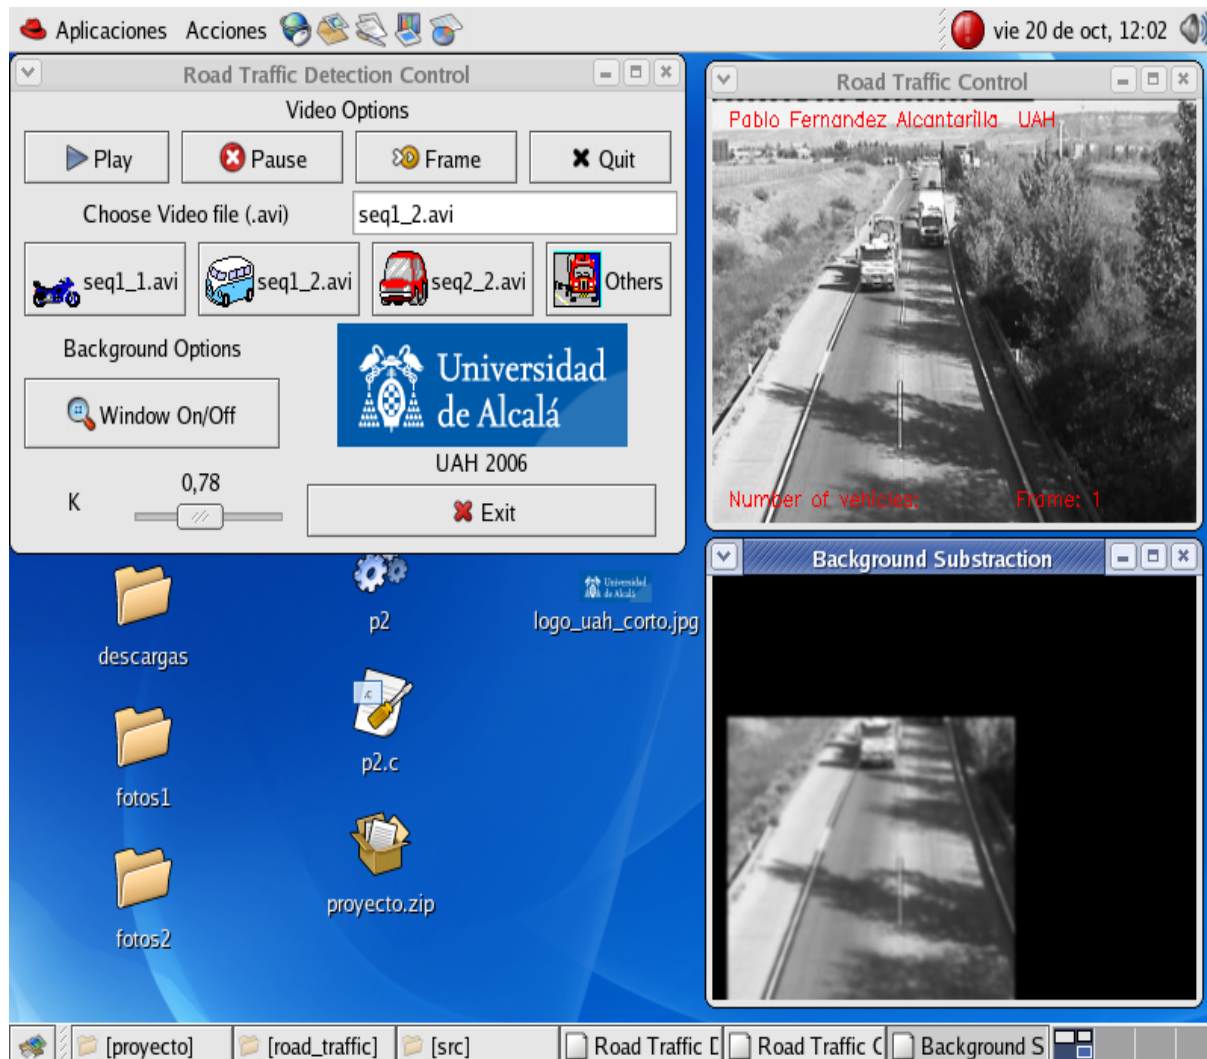 Aplicaciones Acciones vie 20 de oct, 12:02
Road Traffic Detection Control
Video Options
Play Pause Frame Quit
Choose Video file (.avi) seq1_2.avi
seq1_1.avi seq1_2.avi seq2_2.avi Others
Background Options
Window On/Off
Universidad
de Alcalá
UAH 2006
K 0,78
Exit
Road Traffic Control
Pablo Fernandez Alcantarilla UAH
Number of vehicles: Frame: 1
Background Substraction
descargas
fotos1
fotos2
p2
p2.c
proyecto.zip
Universidad
de Alcalá
logo_uah_corto.jpg
[proyecto] [road_traffic] [src] Road Traffic D Road Traffic C Background S